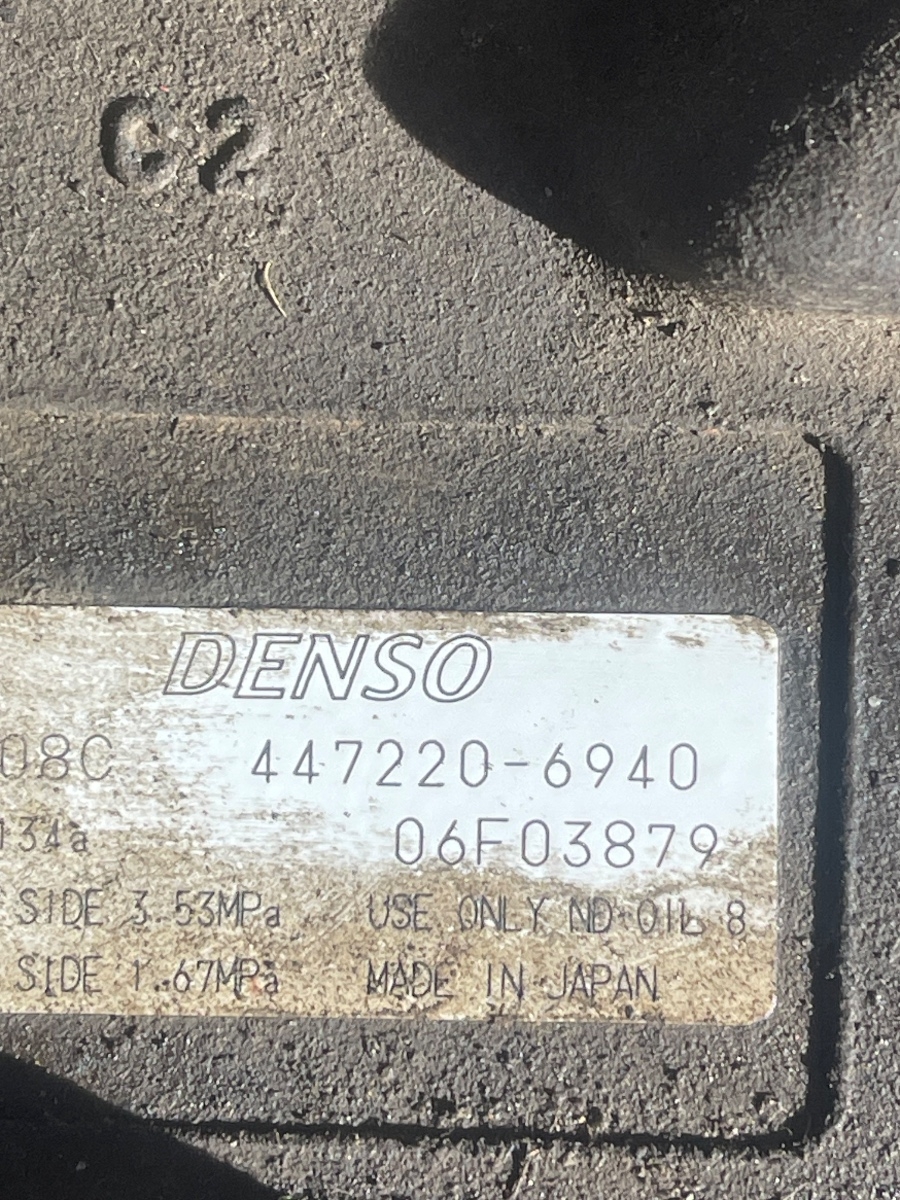 62
DENSO
08C 447220-6940
134a 06F03879
SIDE 3.53MPa USE ONLY ND-OIL 8
SIDE 1.67MPa MADE IN JAPAN